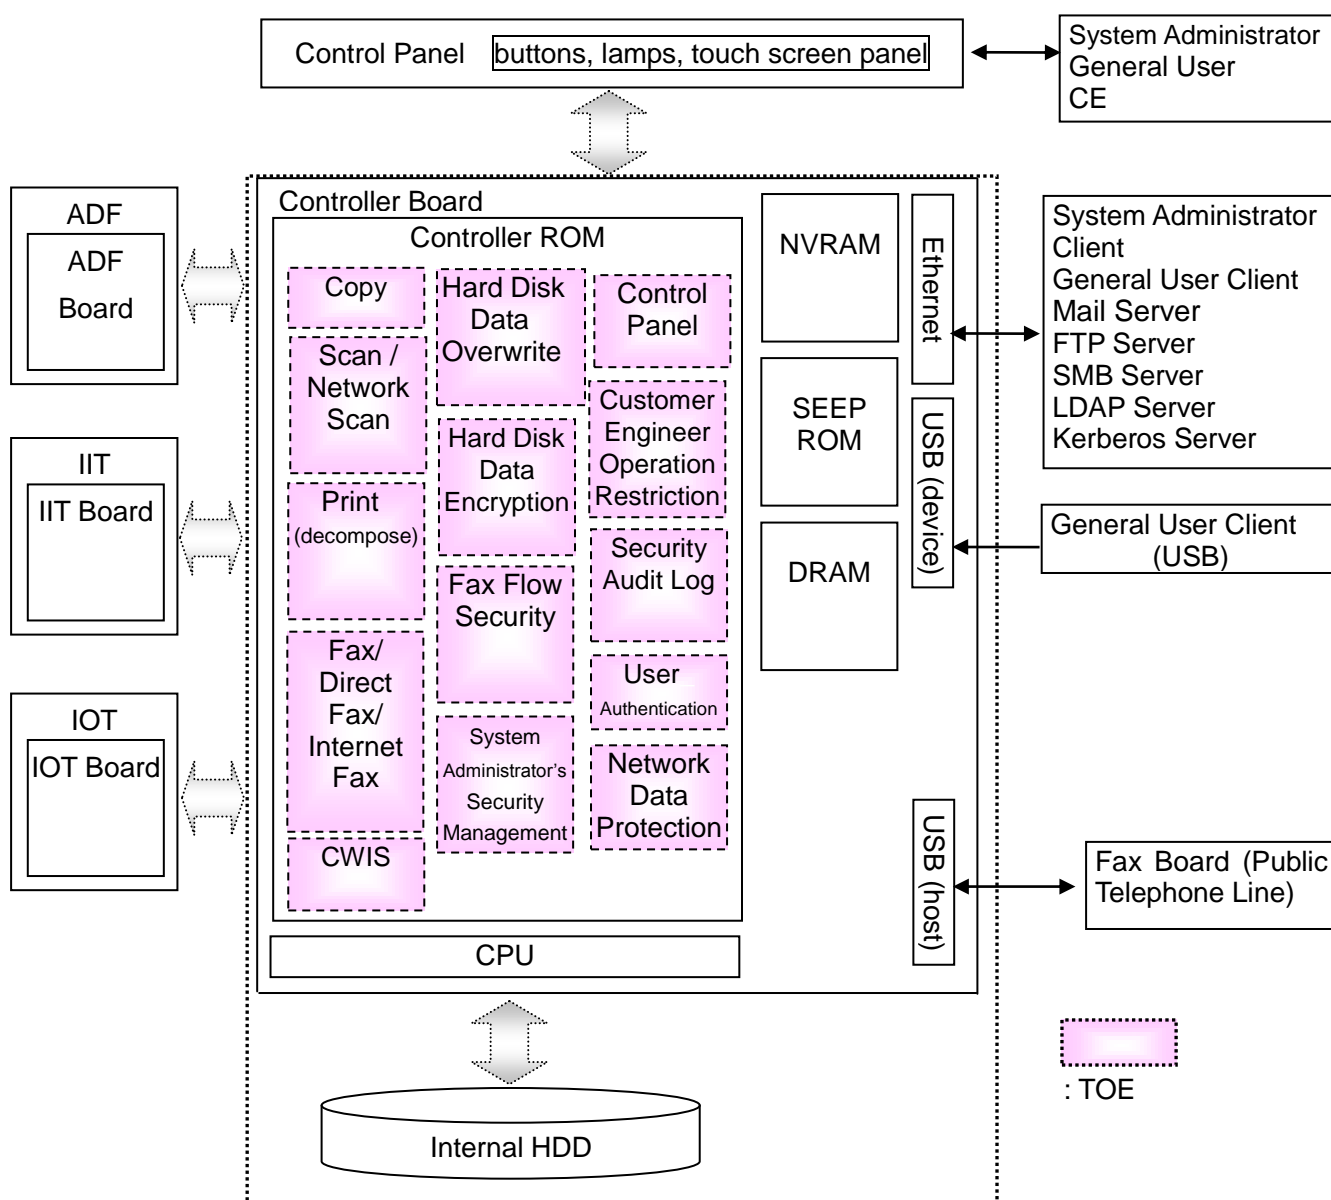 Control Panel buttons, lamps, touch screen panel
System Administrator
General User
CE
ADF
ADF
Board
IIT
IIT Board
IOT
IOT Board
Controller Board
Controller ROM
Copy
Scan /
Network
Scan
Print
(decompose)
Fax/
Direct
Fax/
Internet
Fax
CWIS
Hard Disk
Data
Overwrite
Hard Disk
Data
Encryption
Fax Flow
Security
System
Administrator’s
Security
Management
Control
Panel
Customer
Engineer
Operation
Restriction
Security
Audit Log
User
Authentication
Network
Data
Protection
CPU
NVRAM
SEEP
ROM
DRAM
Ethernet
USB (device)
USB (host)
System Administrator
Client
General User Client
Mail Server
FTP Server
SMB Server
LDAP Server
Kerberos Server
General User Client
(USB)
Fax Board (Public
Telephone Line)
Internal HDD
: TOE